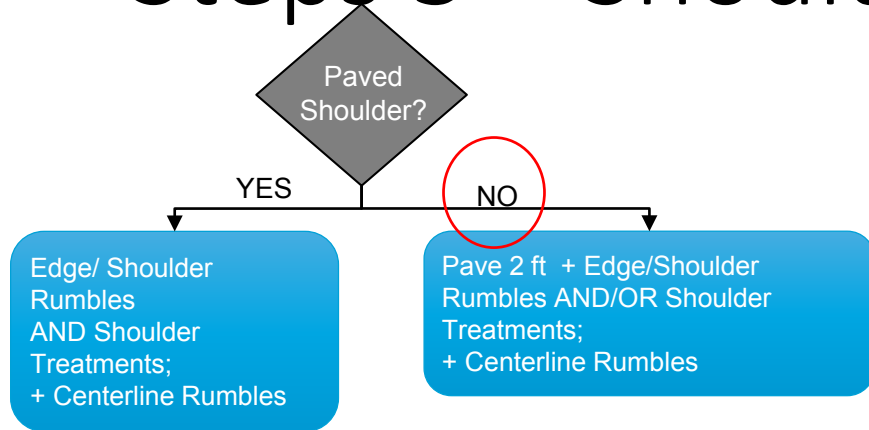 Paved
Shoulder?
YES
NO
Edge/ Shoulder
Rumbles
AND Shoulder
Treatments;
+ Centerline Rumbles
Pave 2 ft + Edge/Shoulder
Rumbles AND/OR Shoulder
Treatments;
+ Centerline Rumbles